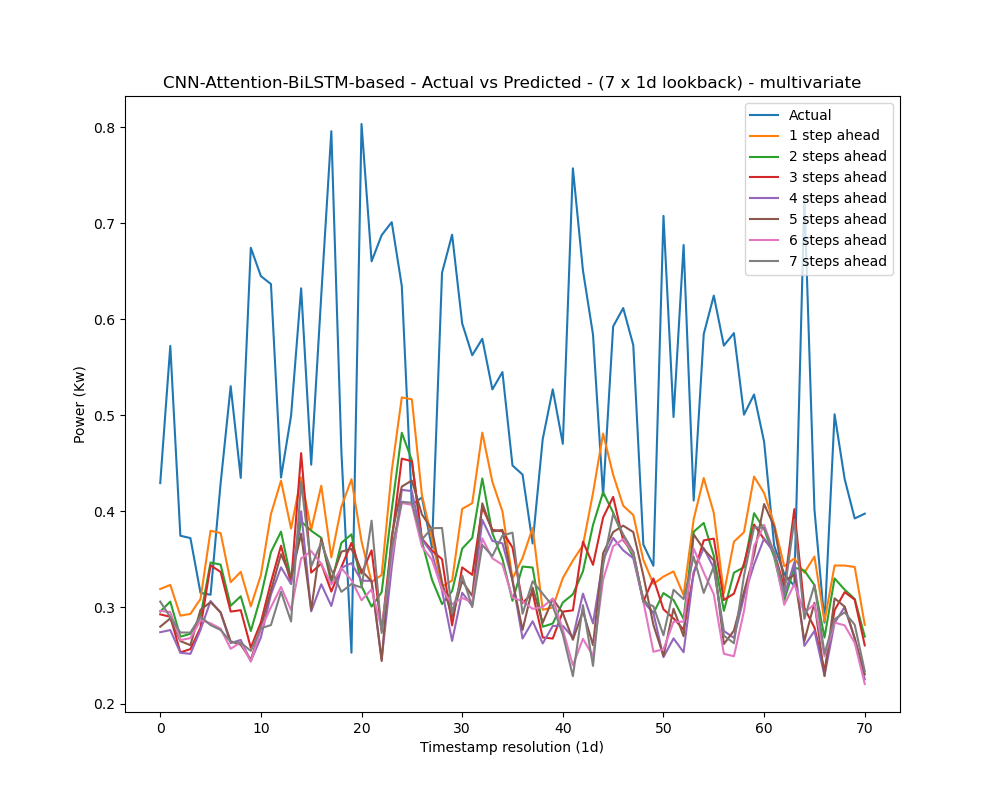 CNN-Attention-BiLSTM-based - Actual vs Predicted - (7 x 1d lookback) - multivariate
Actual
1 step ahead
2 steps ahead
3 steps ahead
4 steps ahead
5 steps ahead
6 steps ahead
7 steps ahead
0.8
0.7
0.6
0.5
0.4
0.3
0.2
Power (Kw)
0 10 20 30 40 50 60 70
Timestamp resolution (1d)